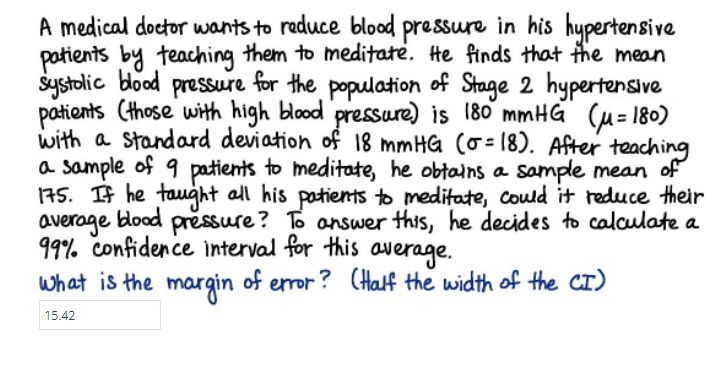 A medical doctor wants to reduce blood pressure in his hypertensive
patients by teaching them to meditate. He finds that the mean
systolic blood pressure for the population of Stage 2 hypertensive
patients (those with high blood pressure) is 180 mmHG (μ=180)
with a standard deviation of 18 mmHG (σ=18). After teaching
a sample of 9 patients to meditate, he obtains a sample mean of
175. If he taught all his patients to meditate, could it reduce their
average blood pressure? To answer this, he decides to calculate a
99% confidence interval for this average.
What is the margin of error? (Half the width of the CI)
15.42